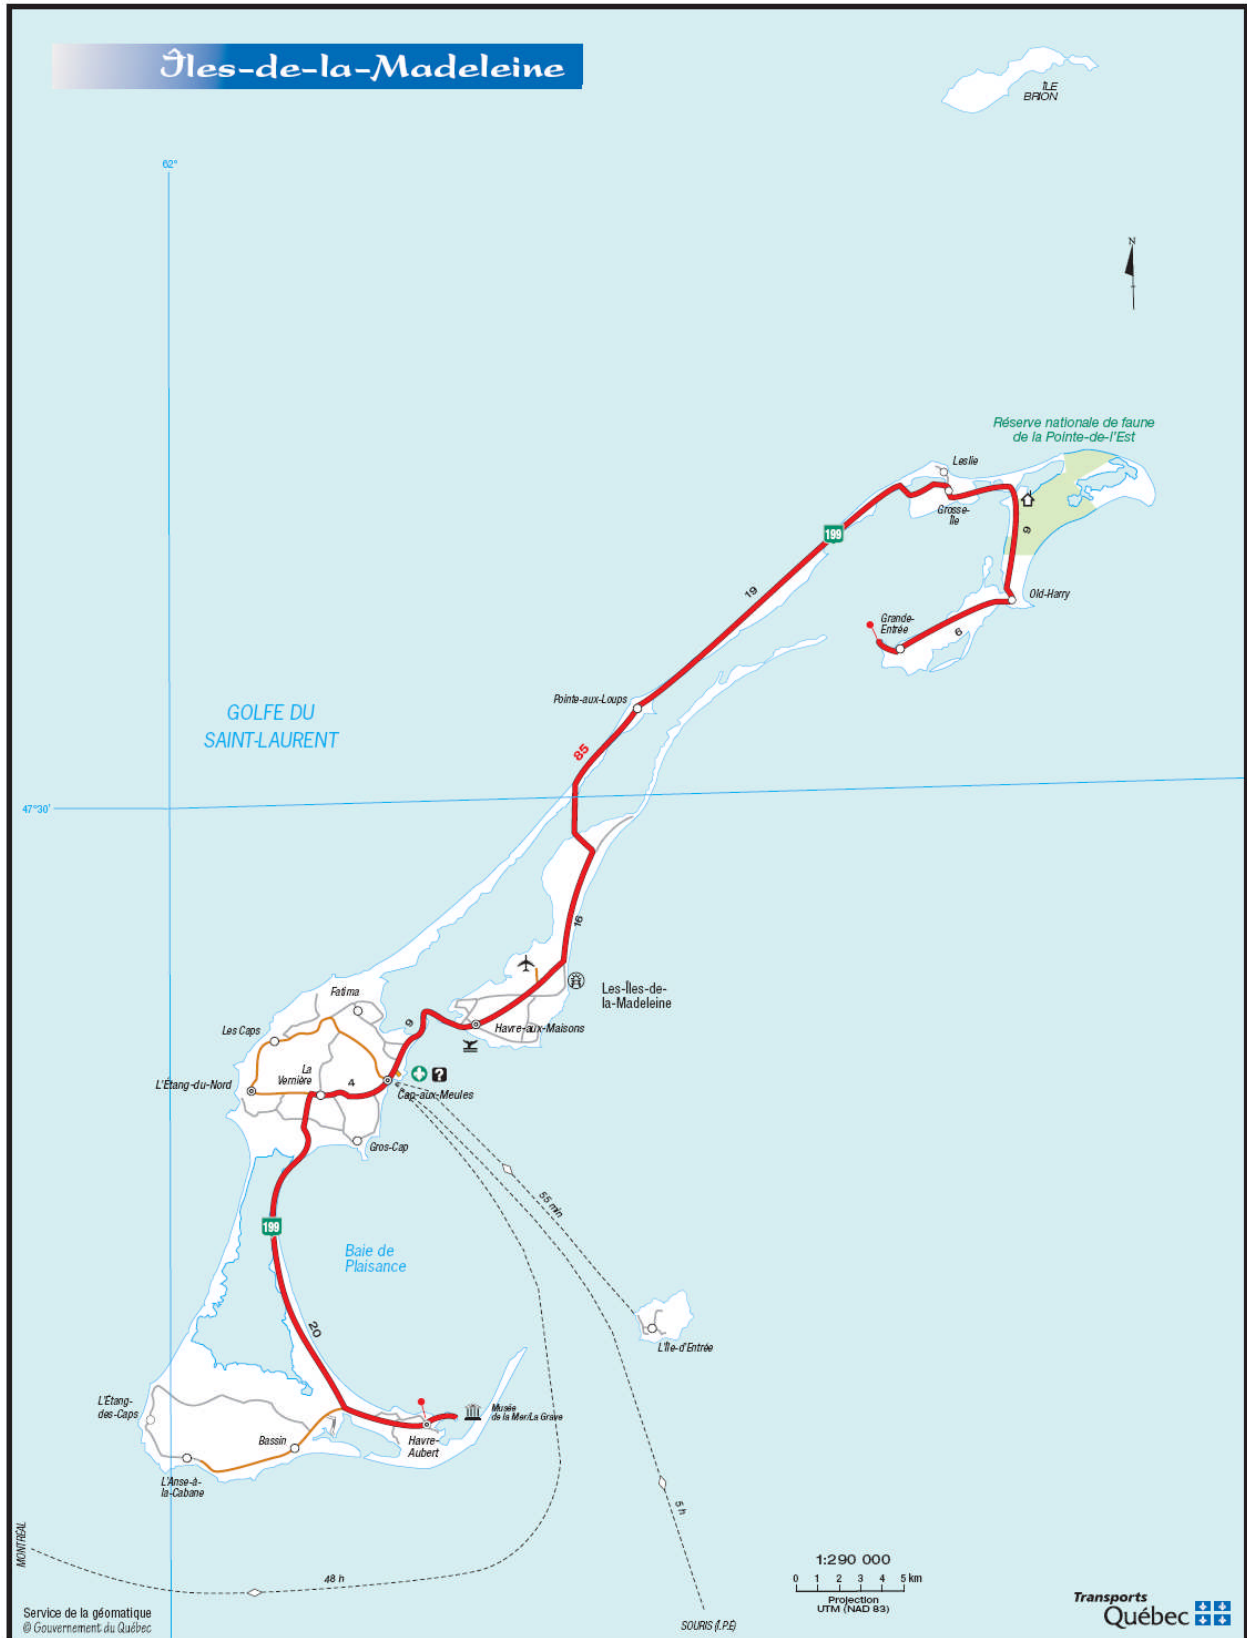 Îles-de-la-Madeleine
ÎLE
BRION
62°
N
Réserve nationale de faune
de la Pointe-de-l'Est
Leslie
Grosse-
Île
199
9
19
Old-Harry
Grande-
Entrée
6
Pointe-aux-Loups
GOLFE DU
SAINT-LAURENT
85
47°30'
16
Les-Îles-de-
la-Madeleine
Fatima
Havre-aux-Maisons
9
Les Caps
La
Vernière
L'Étang-du-Nord
4
?
Cap-aux-Meules
Gros-Cap
55 min
199
Baie de
Plaisance
20
L'Île-d'Entrée
L'Étang-
des-Caps
Musée
de la Mer/La Grave
Bassin
Havre-
Aubert
L'Anse-à-
la-Cabane
5 h
MONTRÉAL
48 h
1:290 000
0 1 2 3 4 5 km
Projection
UTM (NAD 83)
Service de la géomatique
© Gouvernement du Québec
SOURIS (Î.P.É)
Transports
Québec